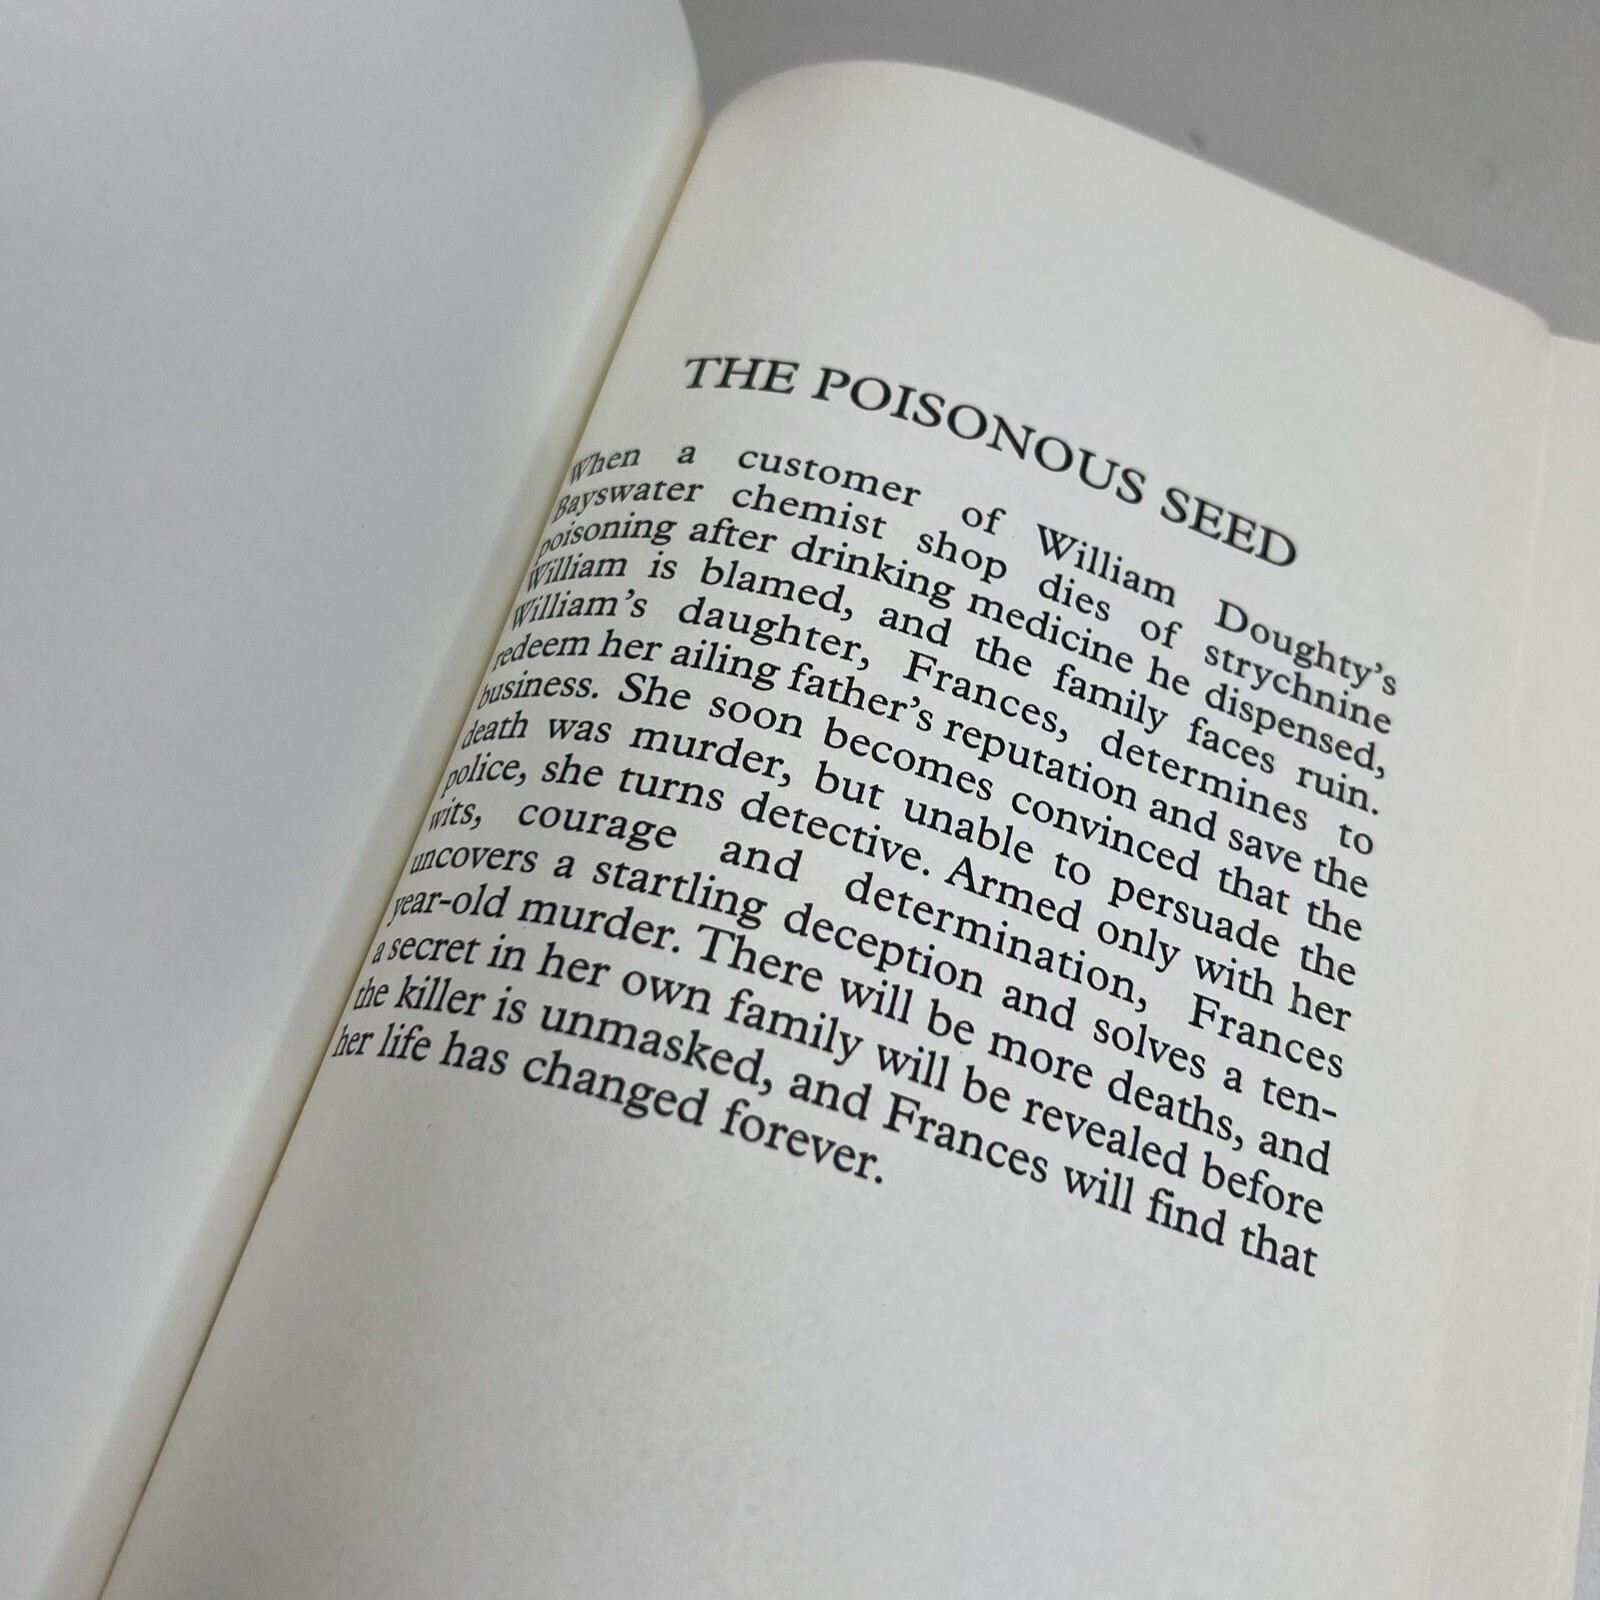 THE POISONOUS SEED
When a customer of William Doughty's
Bayswater chemist shop dies of strychnine
poisoning after drinking medicine he dispensed,
William is blamed, and the family faces ruin.
William's daughter, Frances, determines to
redeem her ailing father's reputation and save the
business. She soon becomes convinced that the
death was murder, but unable to persuade the
police, she turns detective. Armed only with her
wits, courage and determination, Frances
uncovers a startling deception and solves a ten-
year-old murder. There will be more deaths, and
a secret in her own family will be revealed before
the killer is unmasked, and Frances will find that
her life has changed forever.